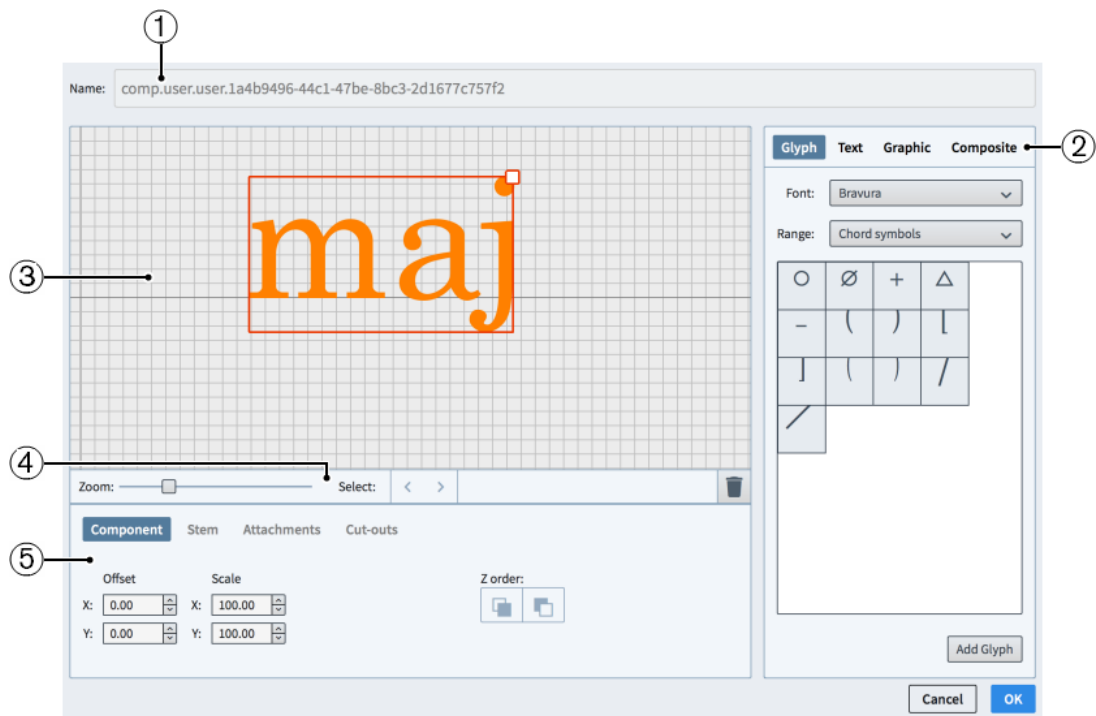 1
Name: comp.user.user.1a4b9496-44c1-47be-8bc3-2d1677c757f2
Glyph Text Graphic Composite
2
Font: Bravura
Range: Chord symbols
maj
3
○ Ø + △
– ( ) [
] ( ) /
/
4
Zoom: Select: < >
Component Stem Attachments Cut-outs
5
Offset Scale Z order:
X: 0.00 X: 100.00
Y: 0.00 Y: 100.00
Add Glyph
Cancel OK